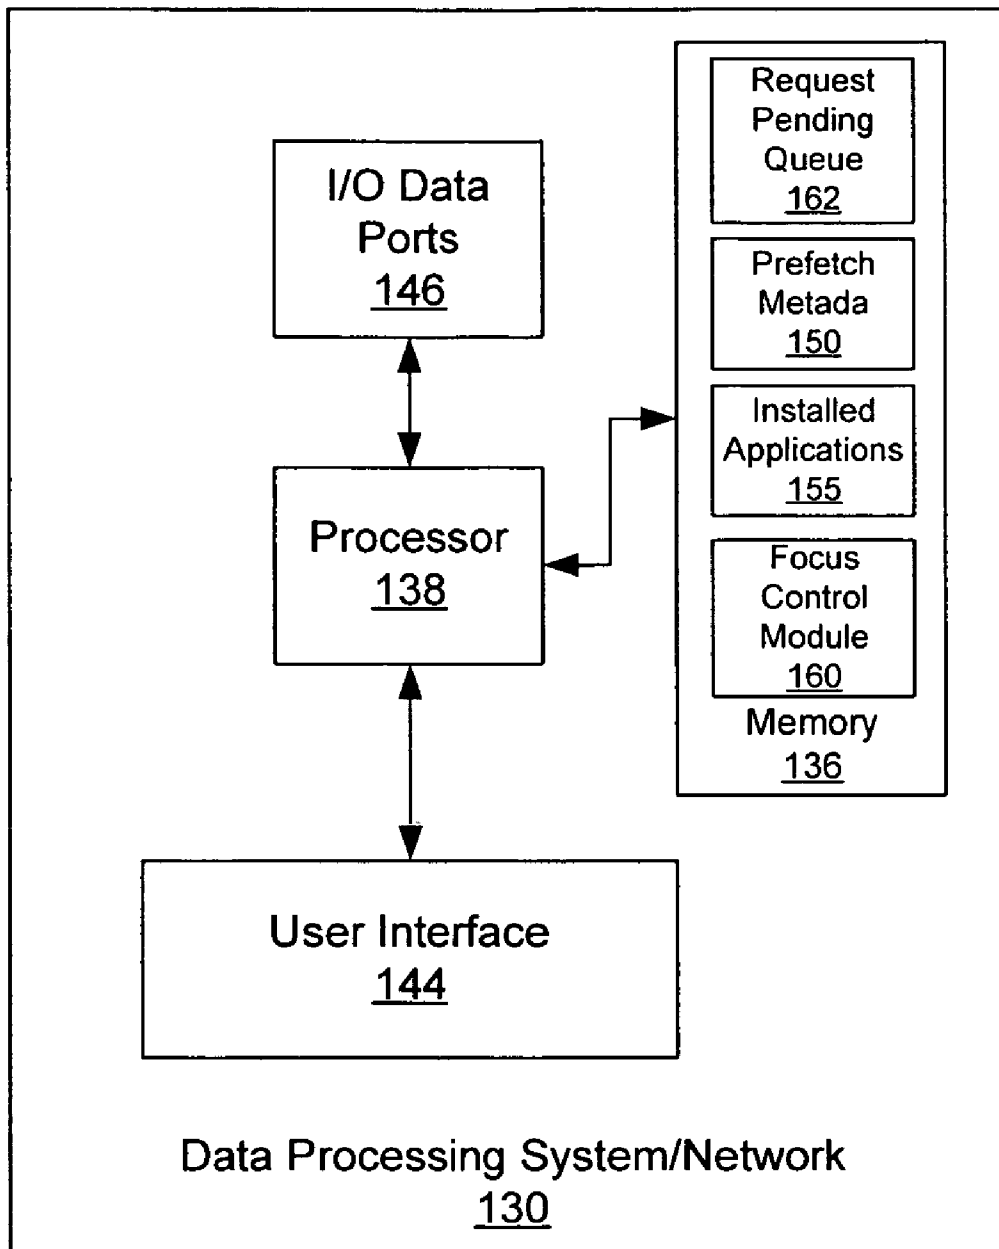 Request
Pending
Queue
162
I/O Data
Ports
146
Prefetch
Metada
150
Installed
Applications
155
Processor
138
Focus
Control
Module
160
Memory
136
User Interface
144
Data Processing System/Network
130